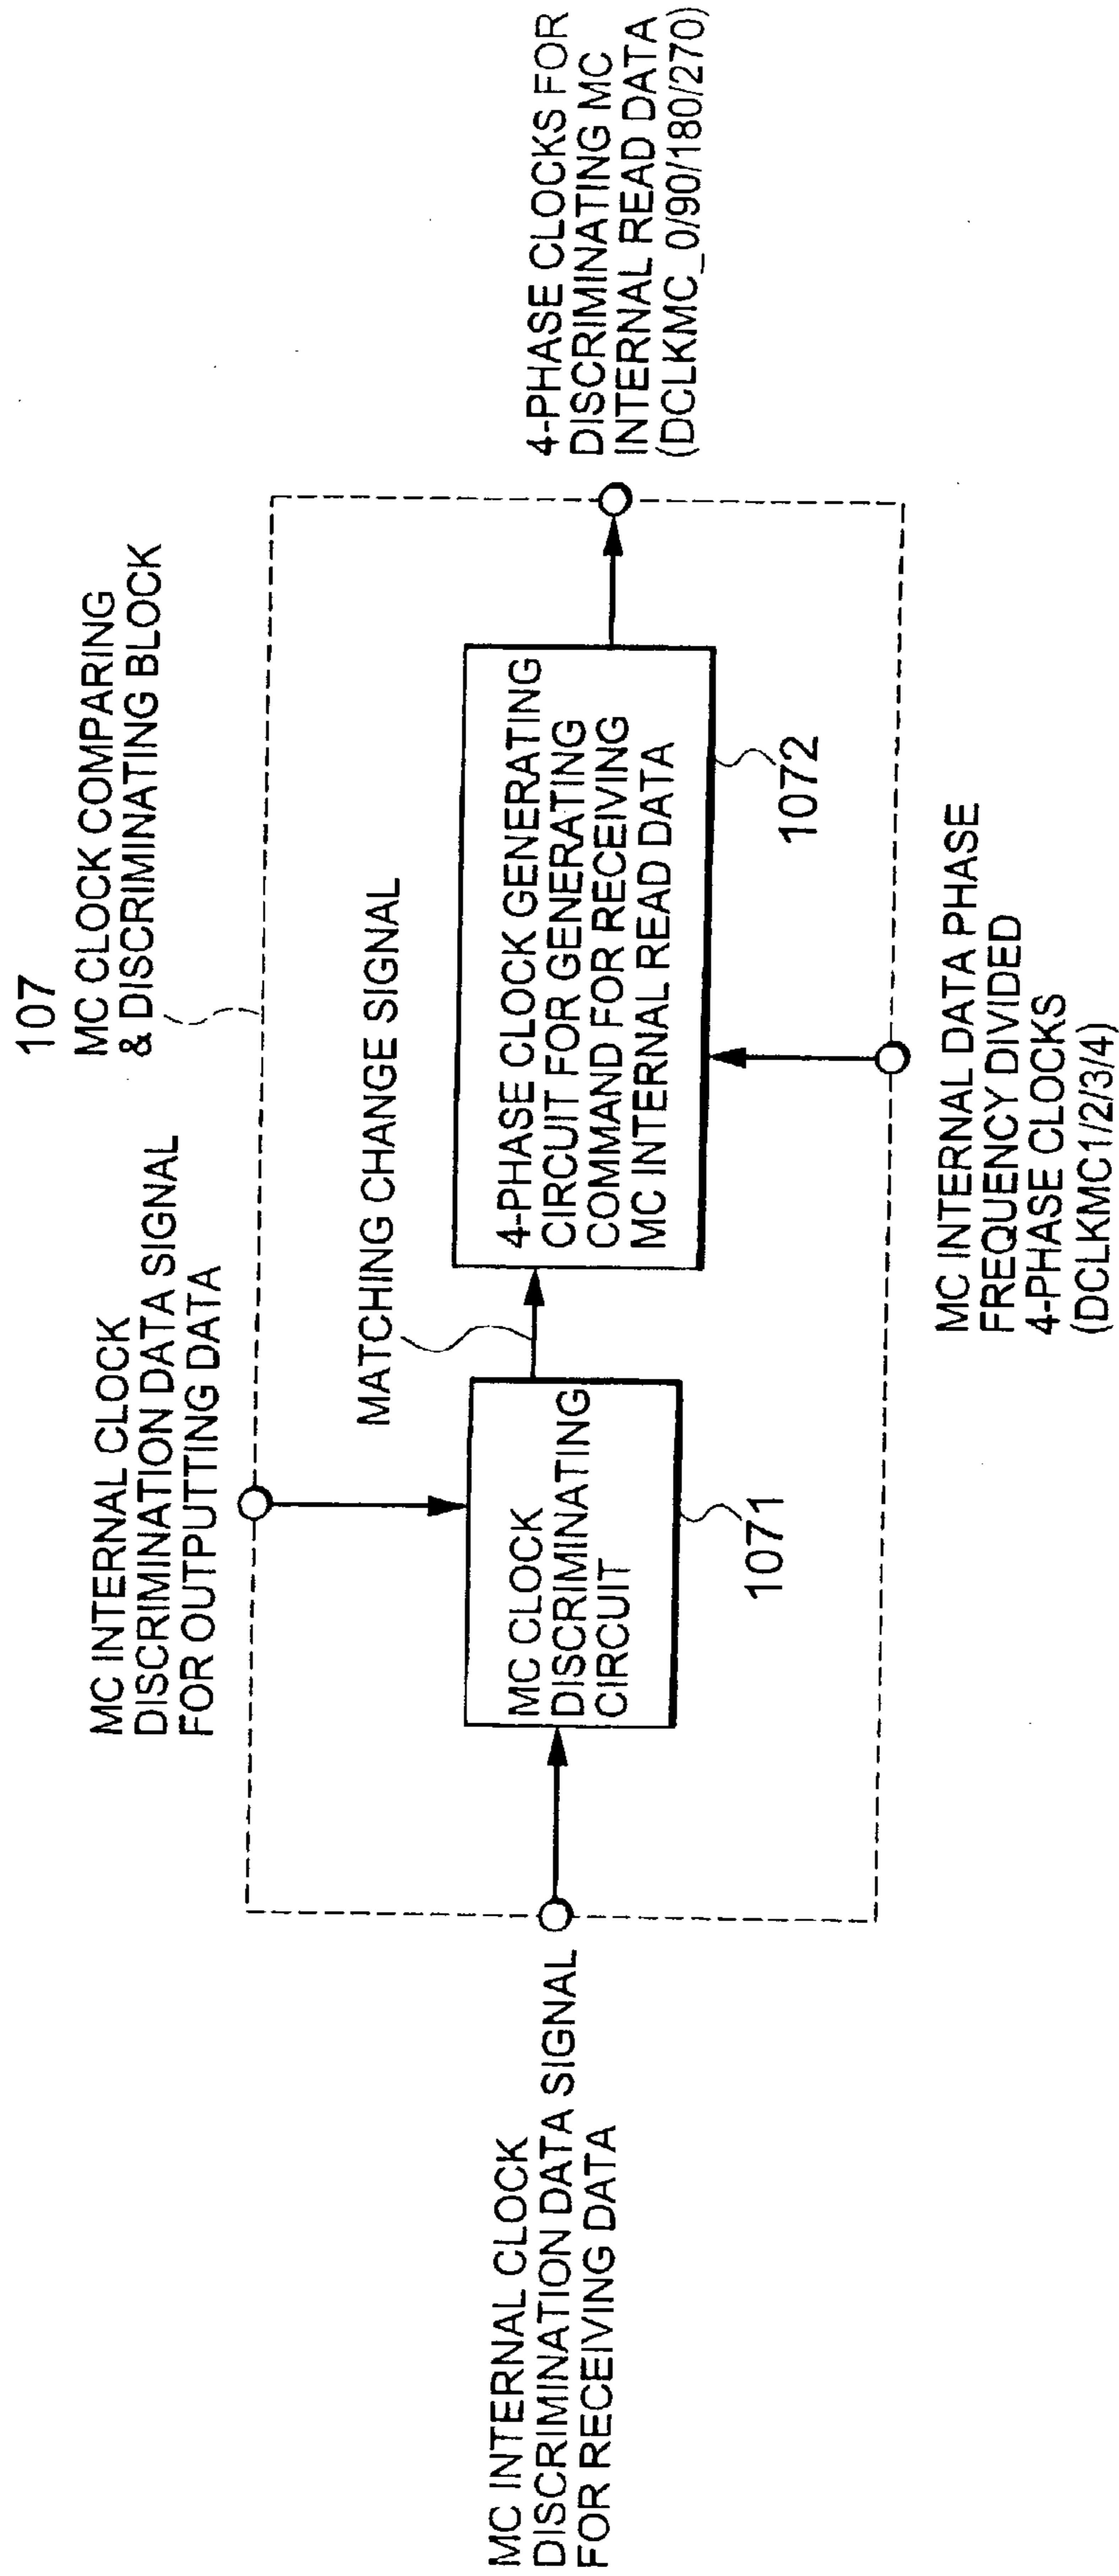 107
MC CLOCK COMPARING
& DISCRIMINATING BLOCK
MC INTERNAL CLOCK
DISCRIMINATION DATA SIGNAL
FOR OUTPUTTING DATA
MATCHING CHANGE SIGNAL
MC INTERNAL CLOCK
DISCRIMINATION DATA SIGNAL
FOR RECEIVING DATA
MC CLOCK
DISCRIMINATING
CIRCUIT
1071
4-PHASE CLOCK GENERATING
CIRCUIT FOR GENERATING
COMMAND FOR RECEIVING
MC INTERNAL READ DATA
1072
4-PHASE CLOCKS FOR
DISCRIMINATING MC
INTERNAL READ DATA
(DCLKMC_0/90/180/270)
MC INTERNAL DATA PHASE
FREQUENCY DIVIDED
4-PHASE CLOCKS
(DCLKMC1/2/3/4)